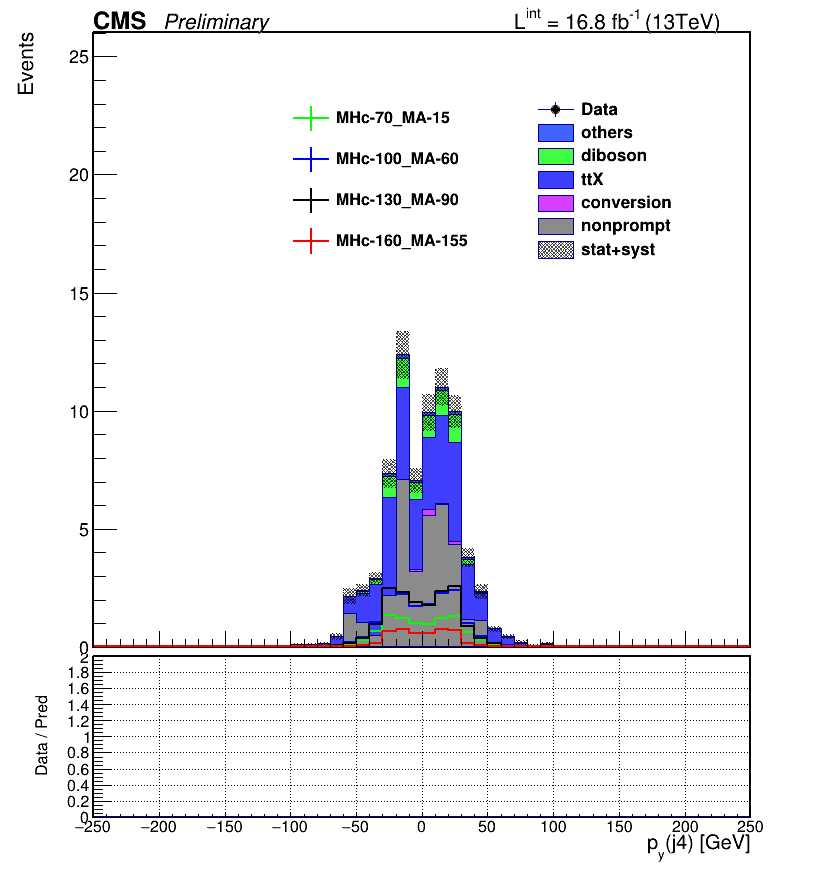 CMS Preliminary L^int = 16.8 fb^-1 (13TeV)
Events
25
20
15
10
5
0
MHc-70_MA-15
MHc-100_MA-60
MHc-130_MA-90
MHc-160_MA-155
Data
others
diboson
ttX
conversion
nonprompt
stat+syst
Data / Pred
2
1.8
1.6
1.4
1.2
1
0.8
0.6
0.4
0.2
0
−250 −200 −150 −100 −50 0 50 100 150 200 250
p_y(j4) [GeV]